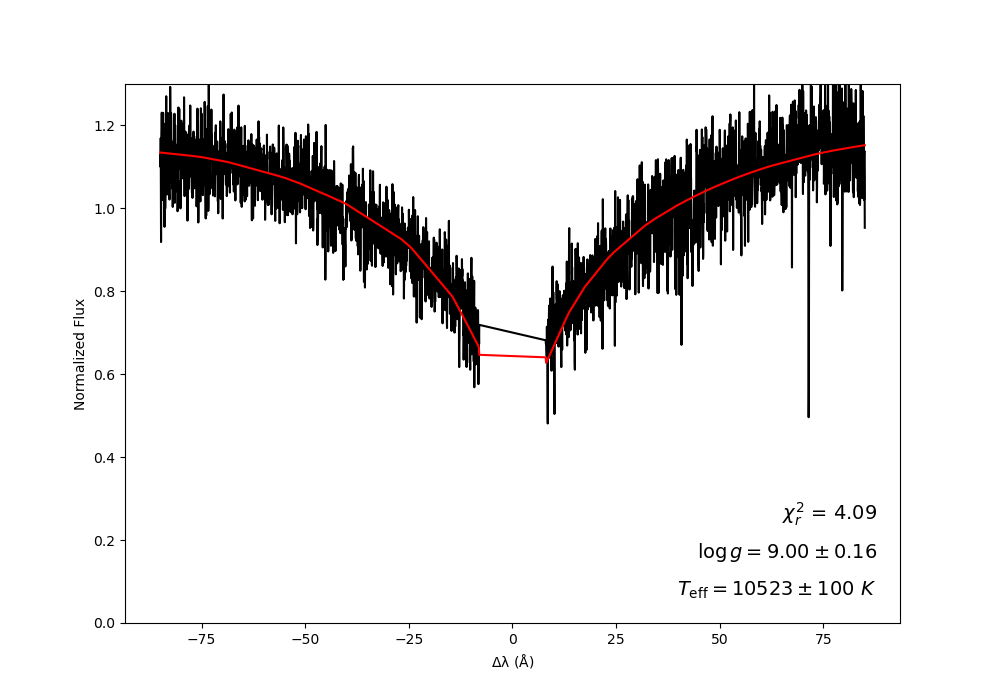 1.2
1.0
0.8
0.6
0.4
0.2
0.0
Normalized Flux
χ²ᵣ = 4.09
log g = 9.00 ± 0.16
T_eff = 10523 ± 100 K
−75 −50 −25 0 25 50 75
Δλ (Å)